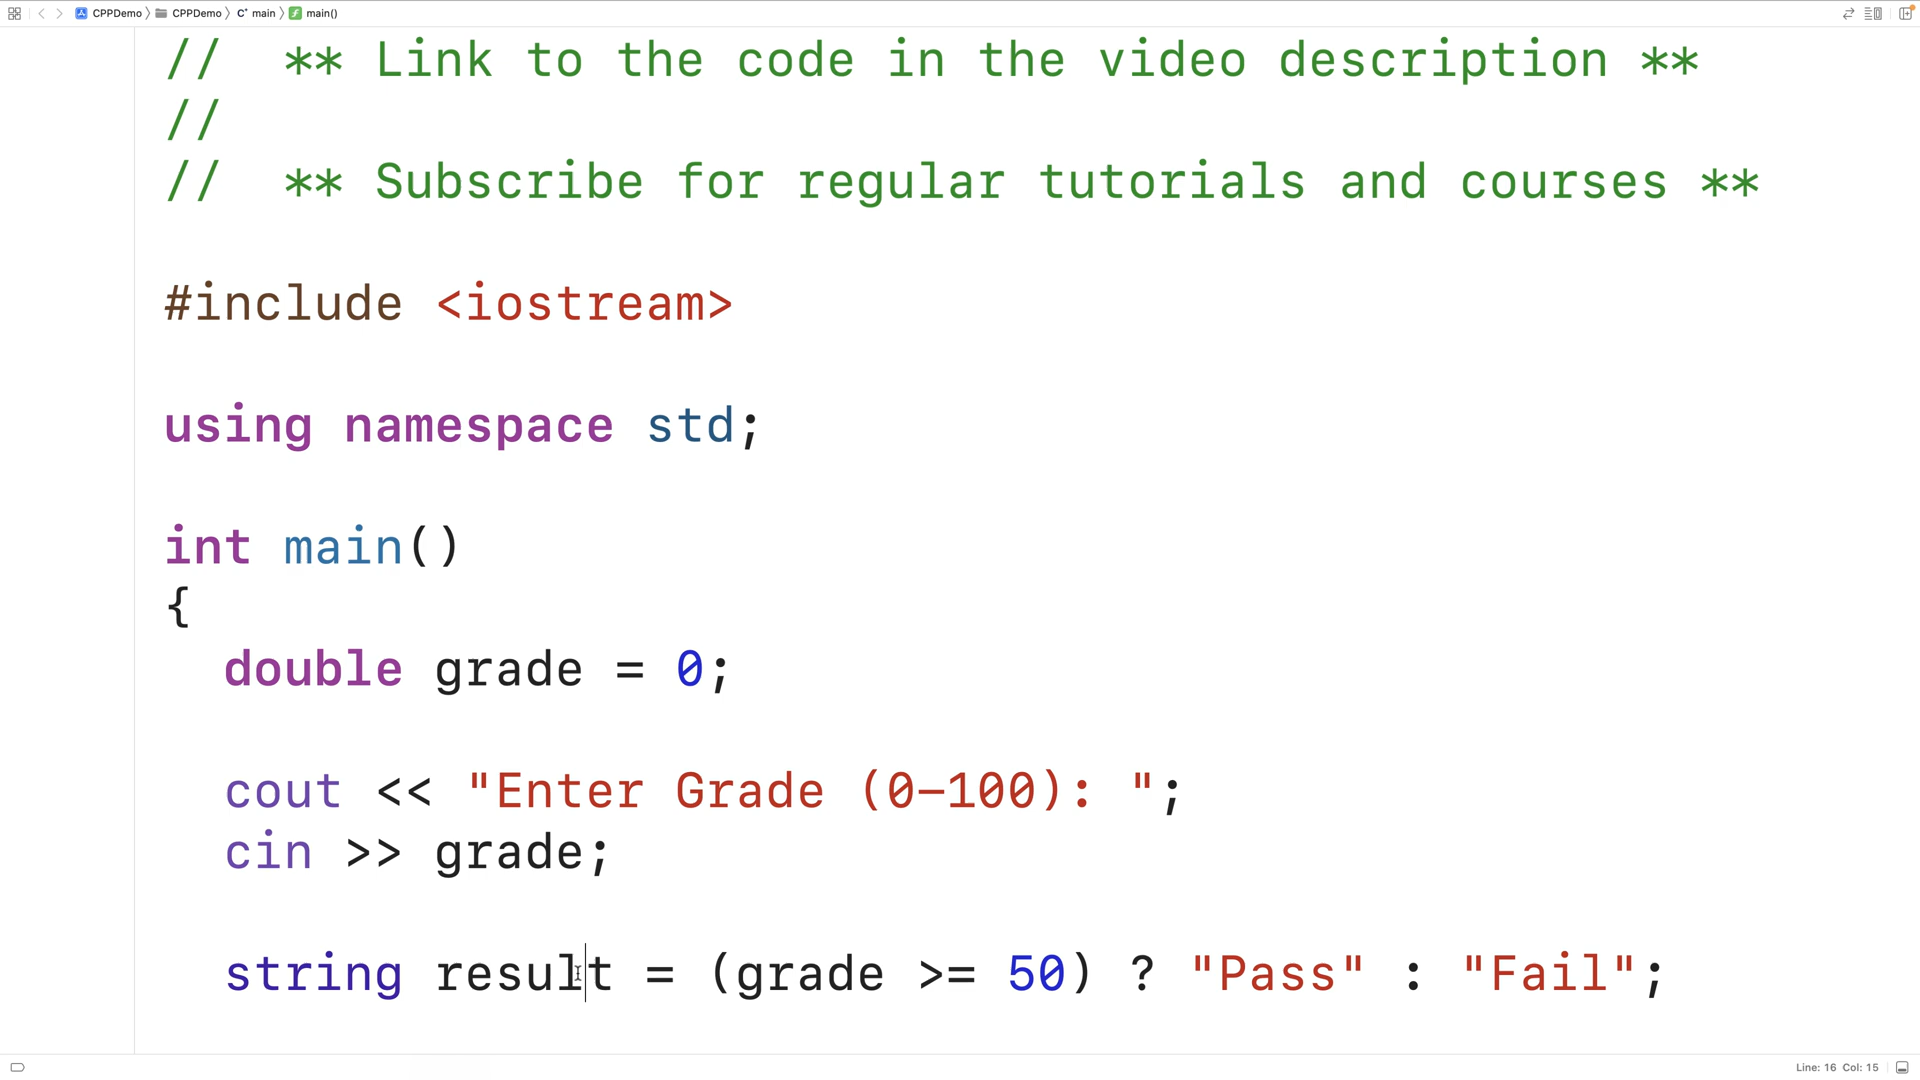 CPPDemo CPPDemo C+ main f main()
// ** Link to the code in the video description **
//
// ** Subscribe for regular tutorials and courses **
#include <iostream>
using namespace std;
int main()
{
double grade = 0;
cout << "Enter Grade (0-100): ";
cin >> grade;
string result = (grade >= 50) ? "Pass" : "Fail";
Line: 16 Col: 15